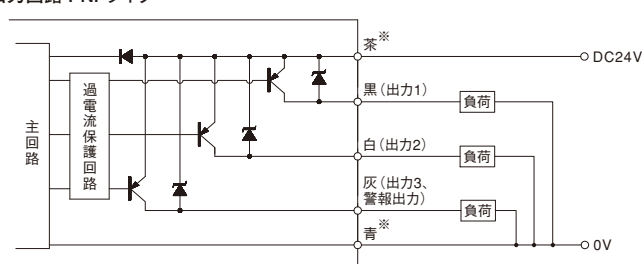 出力回路 PNPタイプ
茶※
DC24V
黒（出力1）
負荷
過電流保護回路
主回路
白（出力2）
負荷
灰（出力3、
警報出力）
負荷
青※
0V